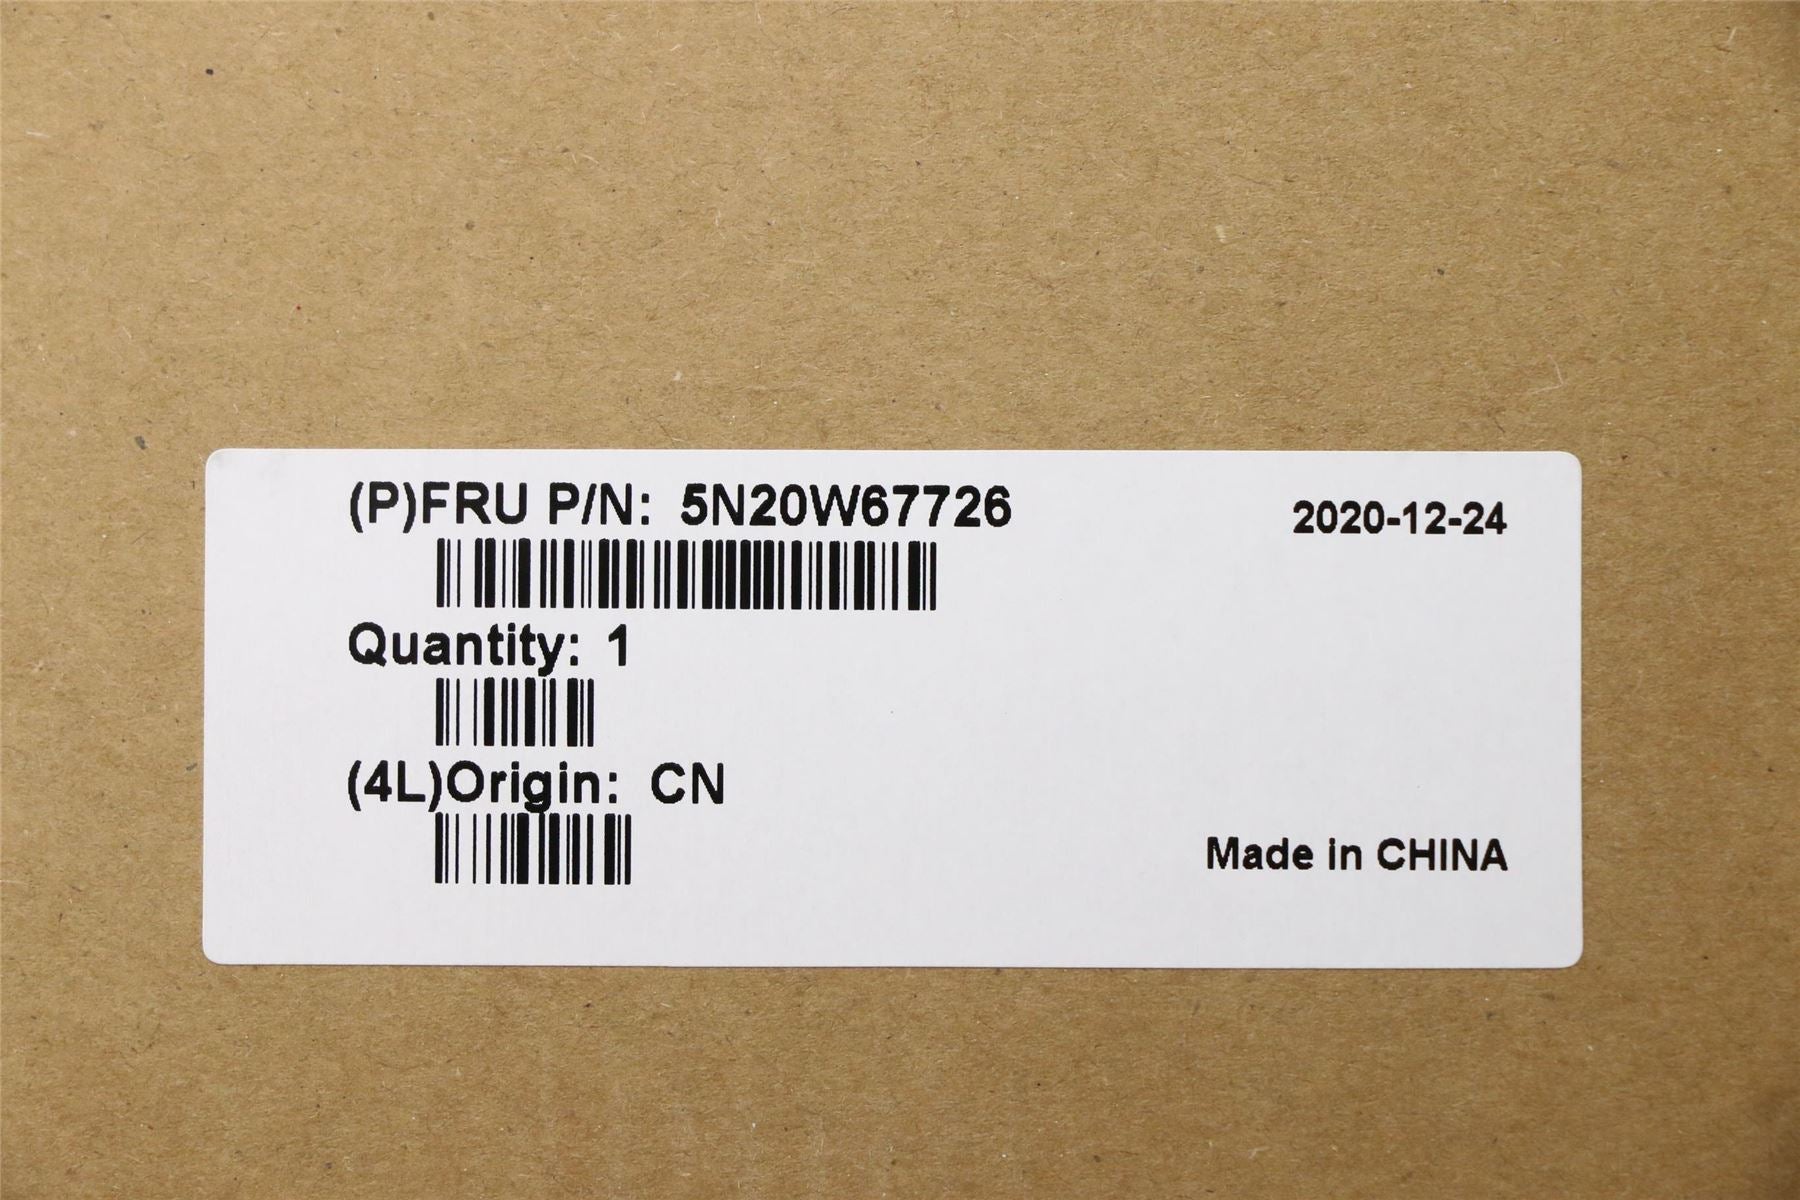 (P)FRU P/N: 5N20W67726
2020-12-24
Quantity: 1
(4L)Origin: CN
Made in CHINA